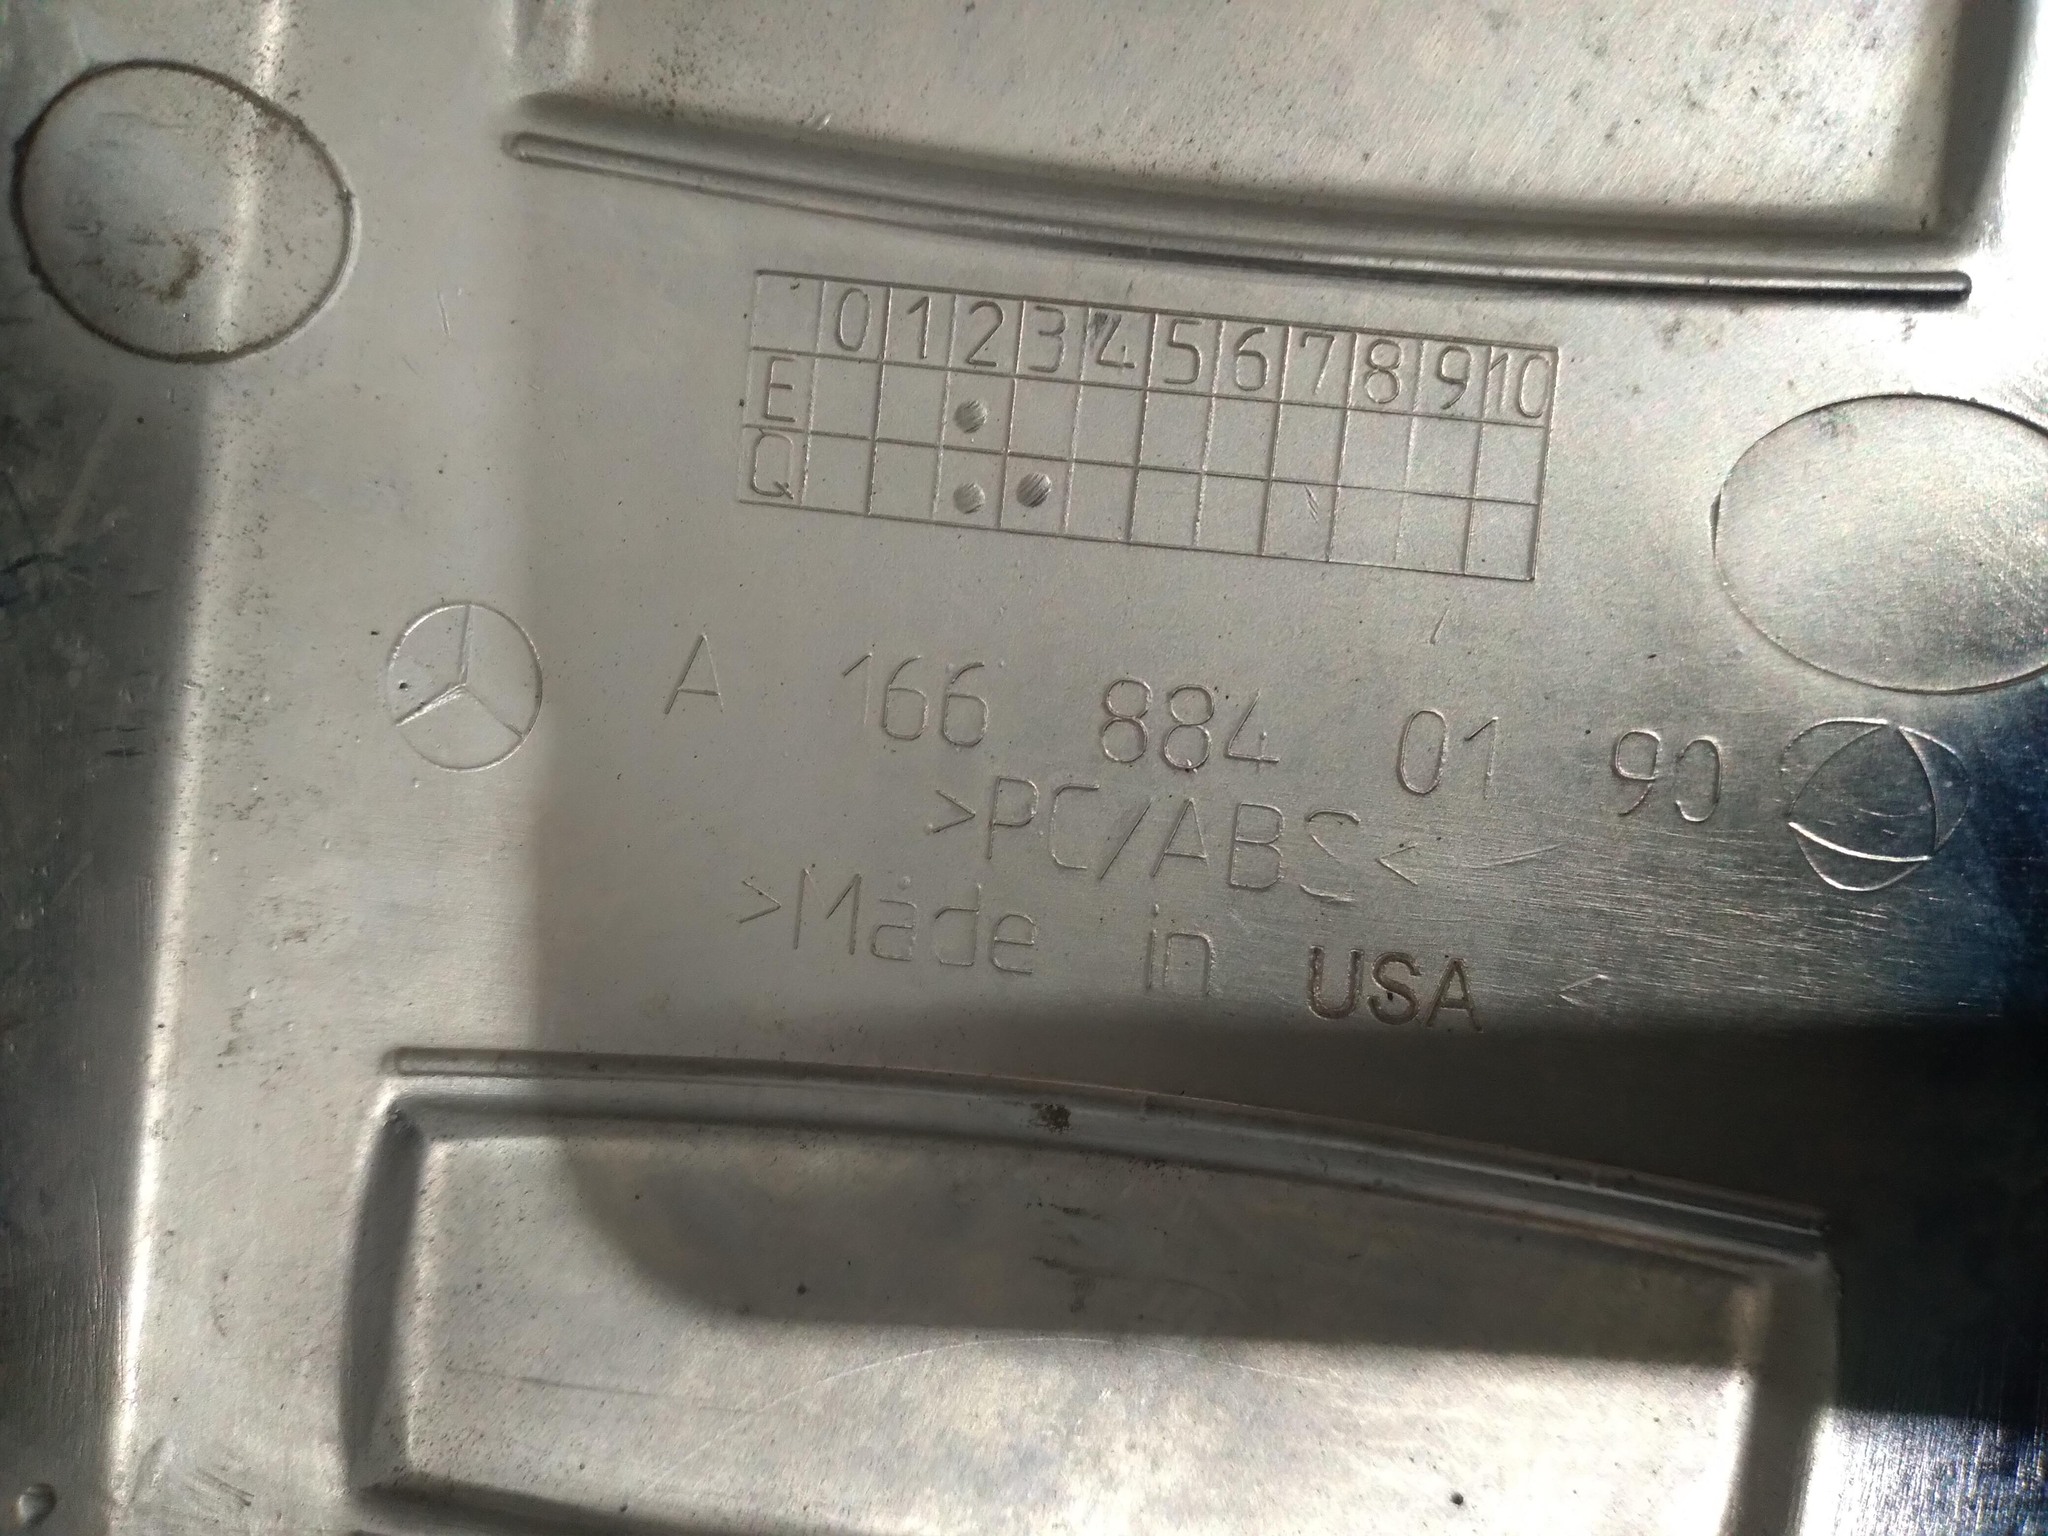 0 1 2 3 4 5 6 7 8 9 10
E
Q
A 166 884 01 90
>PC/ABS<
>Made in USA <